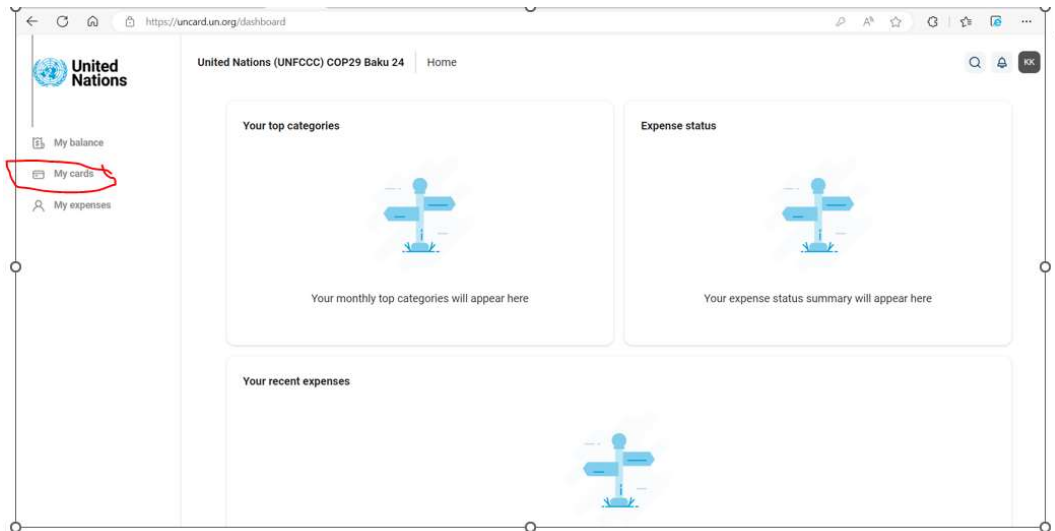 https://uncard.un.org/dashboard
United
Nations
United Nations (UNFCCC) COP29 Baku 24 Home
KK
My balance
My cards
My expenses
Your top categories
Expense status
Your monthly top categories will appear here
Your expense status summary will appear here
Your recent expenses